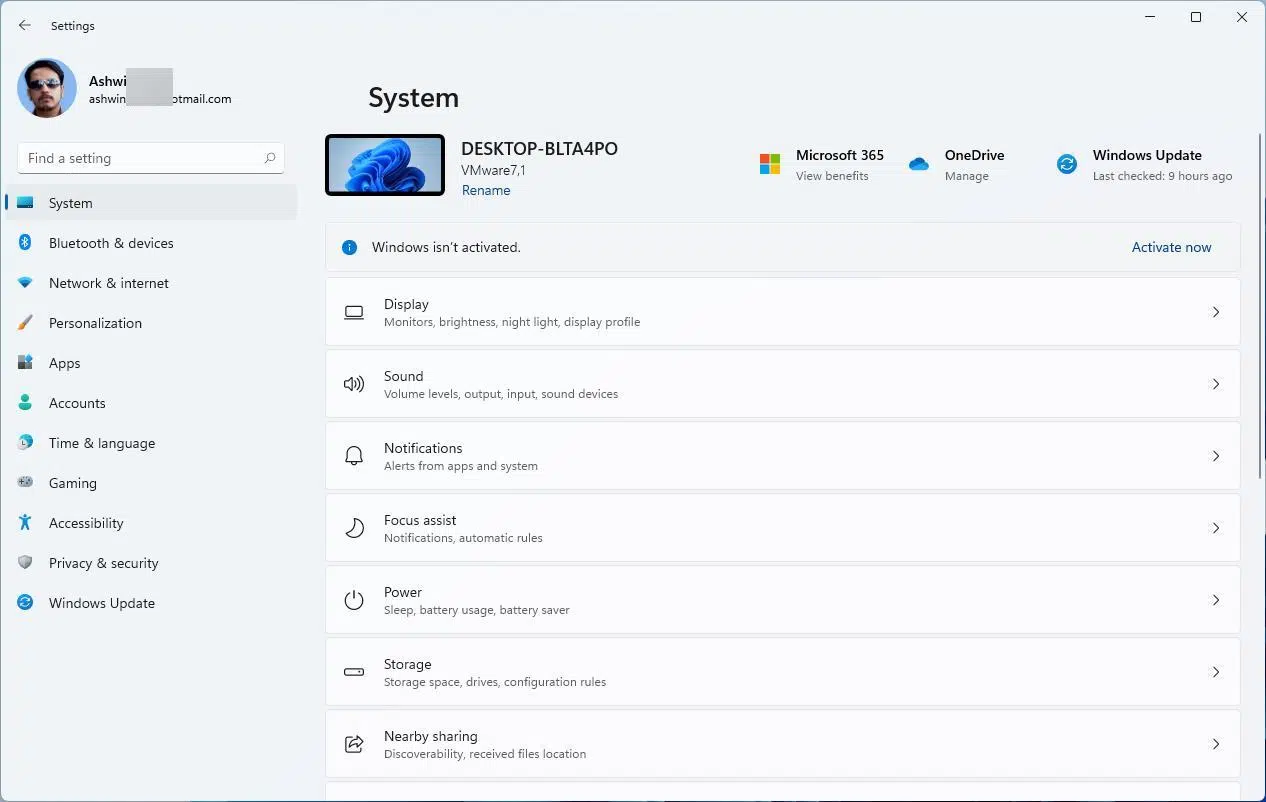 Settings
Ashwi
ashwin
otmail.com
Find a setting
System
Bluetooth & devices
Network & internet
Personalization
Apps
Accounts
Time & language
Gaming
Accessibility
Privacy & security
Windows Update
System
DESKTOP-BLTA4PO
VMware7,1
Rename
Microsoft 365
View benefits
OneDrive
Manage
Windows Update
Last checked: 9 hours ago
Windows isn't activated.
Activate now
Display
Monitors, brightness, night light, display profile
Sound
Volume levels, output, input, sound devices
Notifications
Alerts from apps and system
Focus assist
Notifications, automatic rules
Power
Sleep, battery usage, battery saver
Storage
Storage space, drives, configuration rules
Nearby sharing
Discoverability, received files location